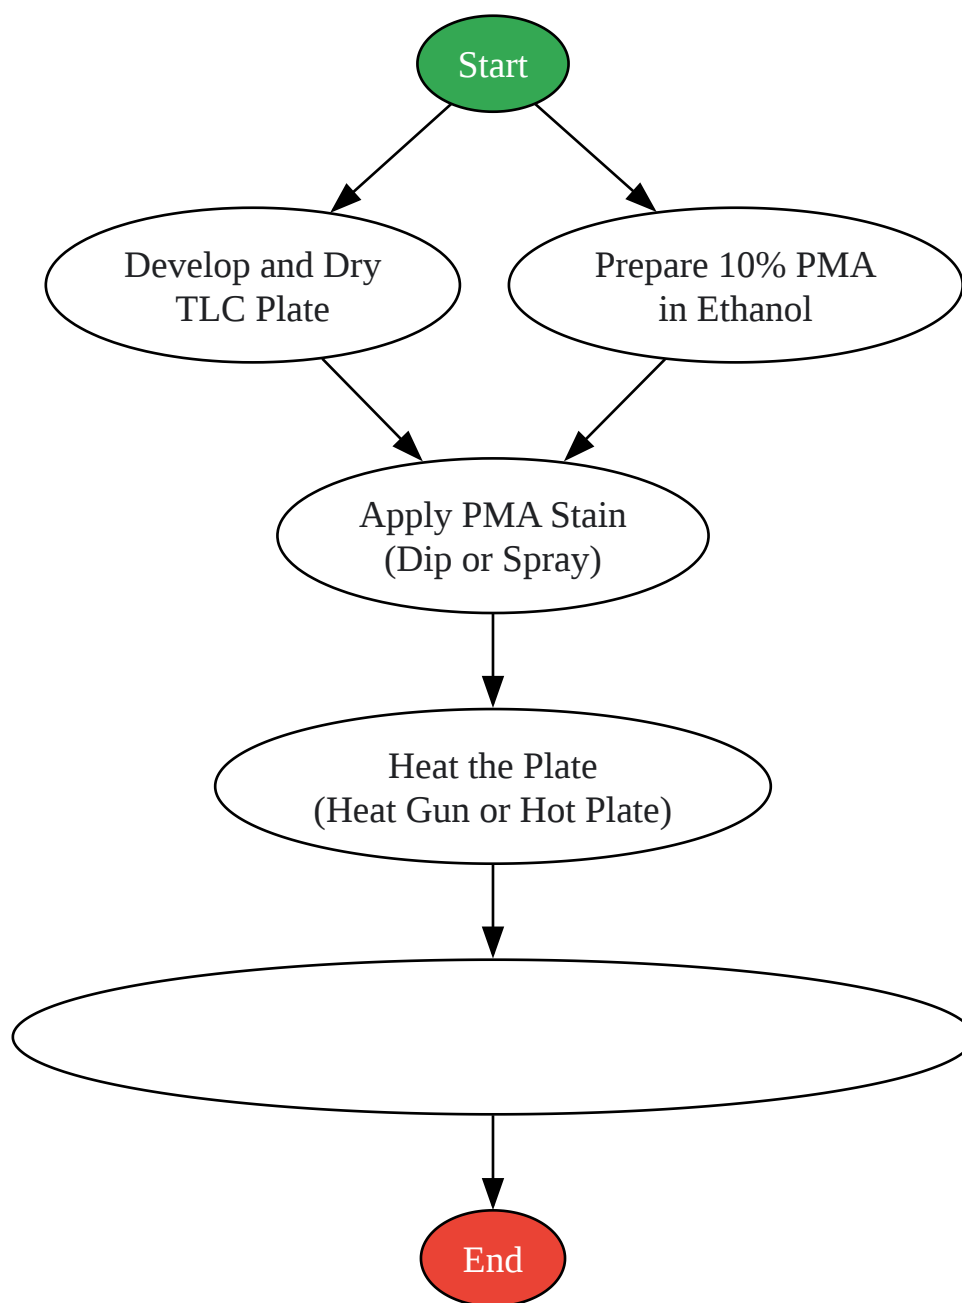 Start
Develop and Dry
TLC Plate
Prepare 10% PMA
in Ethanol
Apply PMA Stain
(Dip or Spray)
Heat the Plate
(Heat Gun or Hot Plate)
End